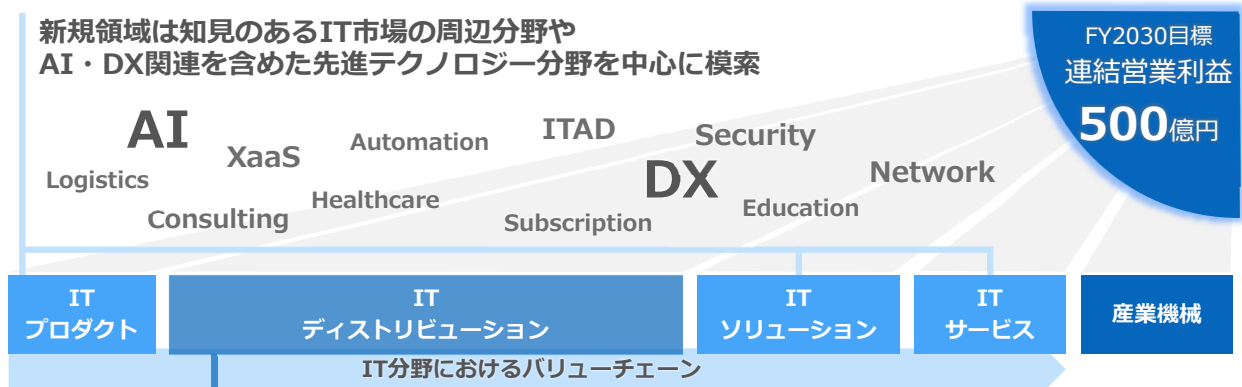 新規領域は知見のあるIT市場の周辺分野や
AI・DX関連を含めた先進テクノロジー分野を中心に模索
FY2030目標
連結営業利益
500億円
AI
XaaS
Automation
ITAD
Security
Logistics
Consulting
Healthcare
Subscription
DX
Education
Network
IT
プロダクト
IT
ディストリビューション
IT
ソリューション
IT
サービス
産業機械
IT分野におけるバリューチェーン